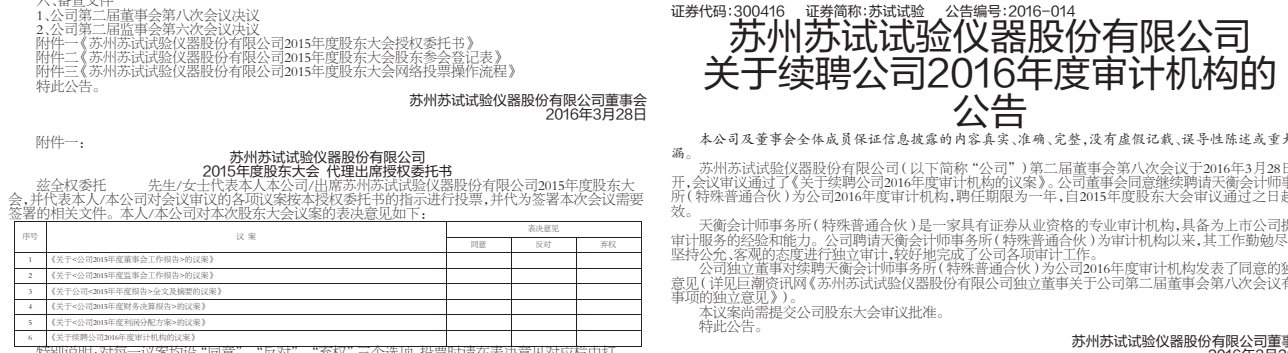 六、备查文件
1、公司第二届董事会第八次会议决议
2、公司第二届监事会第六次会议决议
附件一《苏州苏试试验仪器股份有限公司2015年度股东大会授权委托书》
附件二《苏州苏试试验仪器股份有限公司2015年度股东大会股东参会登记表》
附件三《苏州苏试试验仪器股份有限公司2015年度股东大会网络投票操作流程》
特此公告。
苏州苏试试验仪器股份有限公司董事会
2016年3月28日
附件一：
苏州苏试试验仪器股份有限公司
2015年度股东大会 代理出席授权委托书
兹全权委托 先生/女士代表本人本公司/出席苏州苏试试验仪器股份有限公司2015年度股东大
会，并代表本人/本公司对会议审议的各项议案按本授权委托书的指示进行投票，并代为签署本次会议需要
签署的相关文件。本人/本公司对本次股东大会议案的表决意见如下：
序号 议 案 表决意见
同意 反对 弃权
1 《关于<公司2015年度董事会工作报告>的议案》
2 《关于<公司2015年度监事会工作报告>的议案》
3 《关于公司<2015年年度报告>全文及摘要的议案》
4 《关于<公司2015年度财务决算报告>的议案》
5 《关于<公司2015年度利润分配方案>的议案》
6 《关于续聘公司2016年度审计机构的议案》
特别说明：对每一议案均设“同意”、“反对”、“弃权”三个选项，投票时请在表决意见对应栏中打
证券代码：300416 证券简称：苏试试验 公告编号：2016-014
苏州苏试试验仪器股份有限公司
关于续聘公司2016年度审计机构的
公告
本公司及董事会全体成员保证信息披露的内容真实、准确、完整，没有虚假记载、误导性陈述或重大
漏。
苏州苏试试验仪器股份有限公司（以下简称“公司”）第二届董事会第八次会议于2016年3月28日
开，会议审议通过了《关于续聘公司2016年度审计机构的议案》。公司董事会同意继续聘请天衡会计师事
所（特殊普通合伙）为公司2016年度审计机构，聘任期限为一年，自2015年度股东大会审议通过之日起
效。
天衡会计师事务所（特殊普通合伙）是一家具有证券从业资格的专业审计机构，具备为上市公司提
审计服务的经验和能力。公司聘请天衡会计师事务所（特殊普通合伙）为审计机构以来，其工作勤勉尽
坚持公允、客观的态度进行独立审计，较好地完成了公司各项审计工作。
公司独立董事对续聘天衡会计师事务所（特殊普通合伙）为公司2016年度审计机构发表了同意的独
意见（详见巨潮资讯网《苏州苏试试验仪器股份有限公司独立董事关于公司第二届董事会第八次会议有
事项的独立意见》）。
本议案尚需提交公司股东大会审议批准。
特此公告。
苏州苏试试验仪器股份有限公司董事
2016年3月2